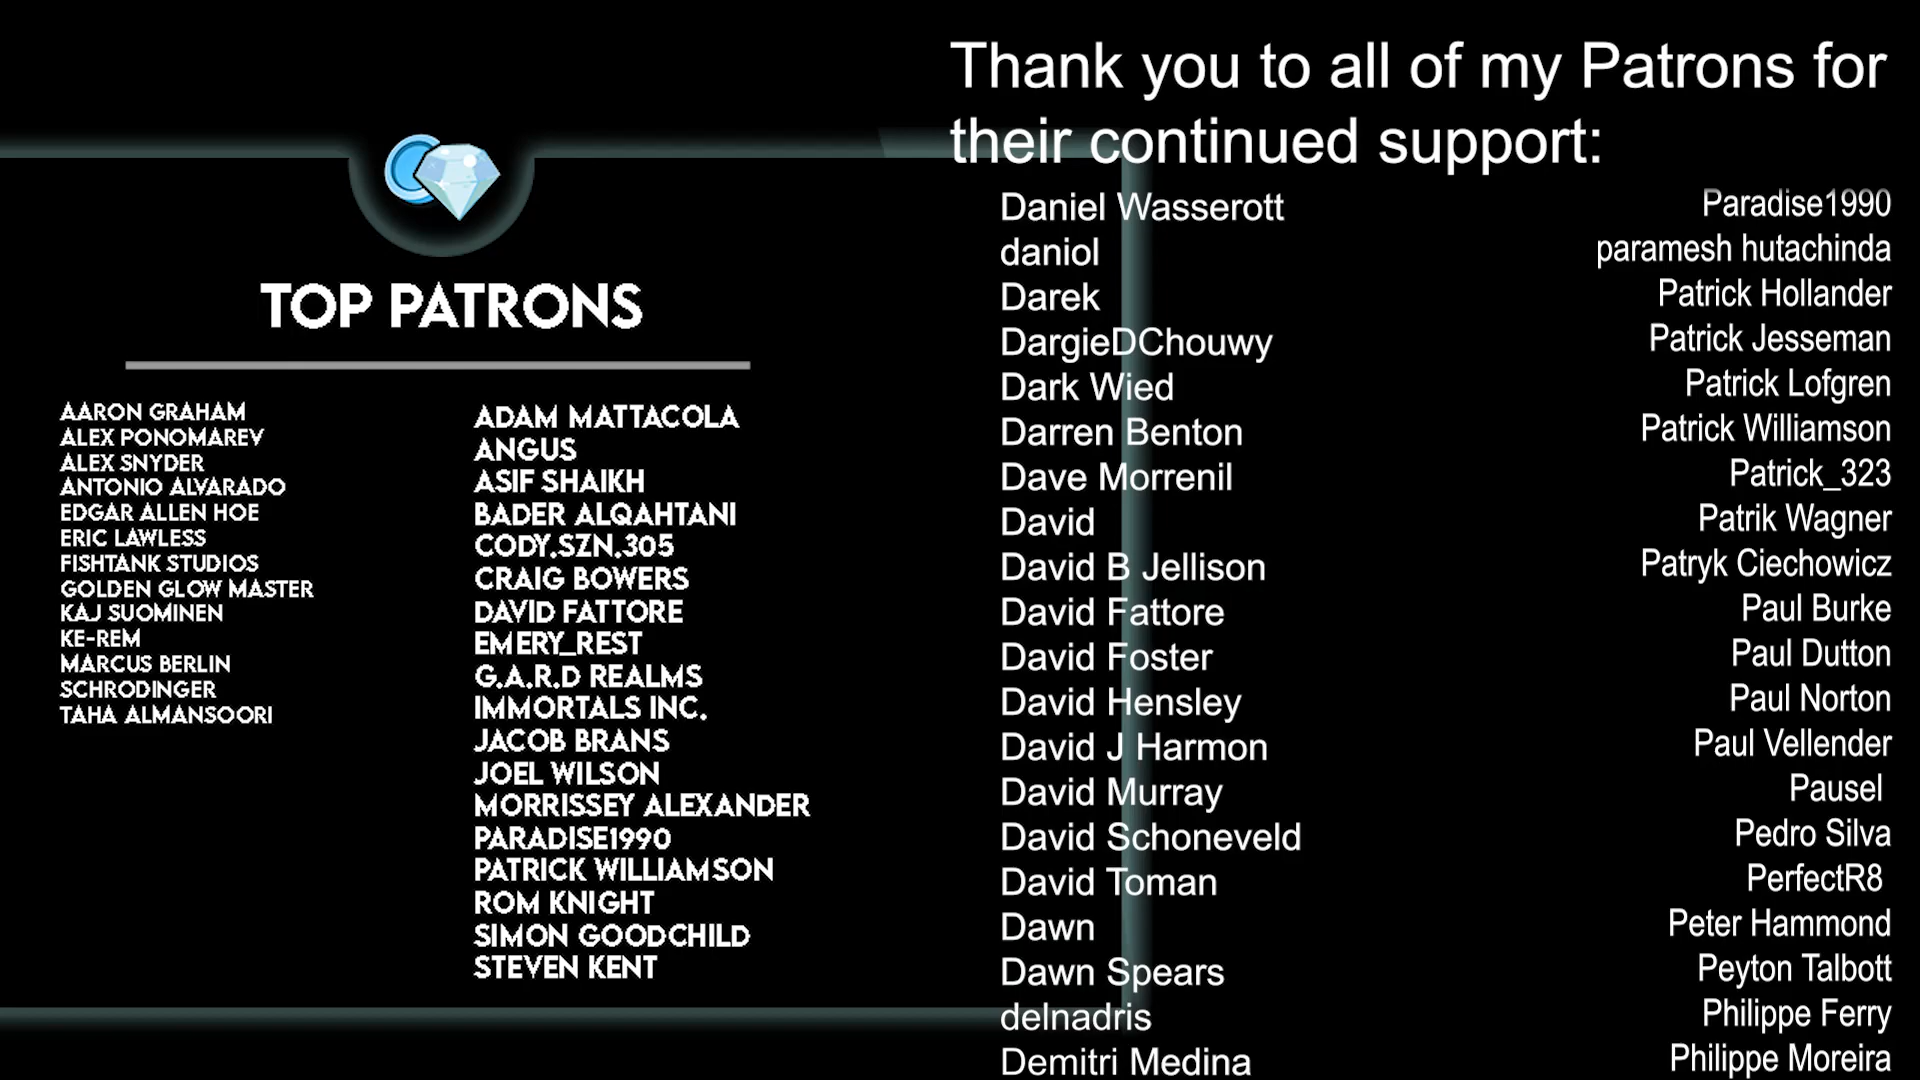 Thank you to all of my Patrons for
their continued support:
TOP PATRONS
AARON GRAHAM
ALEX PONOMAREV
ALEX SNYDER
ANTONIO ALVARADO
EDGAR ALLEN HOE
ERIC LAWLESS
FISHTANK STUDIOS
GOLDEN GLOW MASTER
KAJ SUOMINEN
KE-REM
MARCUS BERLIN
SCHRODINGER
TAHA ALMANSOORI
ADAM MATTACOLA
ANGUS
ASIF SHAIKH
BADER ALQAHTANI
CODY.SZN.305
CRAIG BOWERS
DAVID FATTORE
EMERY_REST
G.A.R.D REALMS
IMMORTALS INC.
JACOB BRANS
JOEL WILSON
MORRISSEY ALEXANDER
PARADISE1990
PATRICK WILLIAMSON
ROM KNIGHT
SIMON GOODCHILD
STEVEN KENT
Daniel Wasserott
daniol
Darek
DargieDChouwy
Dark Wied
Darren Benton
Dave Morrenil
David
David B Jellison
David Fattore
David Foster
David Hensley
David J Harmon
David Murray
David Schoneveld
David Toman
Dawn
Dawn Spears
delnadris
Demitri Medina
Paradise1990
paramesh hutachinda
Patrick Hollander
Patrick Jesseman
Patrick Lofgren
Patrick Williamson
Patrick_323
Patrik Wagner
Patryk Ciechowicz
Paul Burke
Paul Dutton
Paul Norton
Paul Vellender
Pausel
Pedro Silva
PerfectR8
Peter Hammond
Peyton Talbott
Philippe Ferry
Philippe Moreira